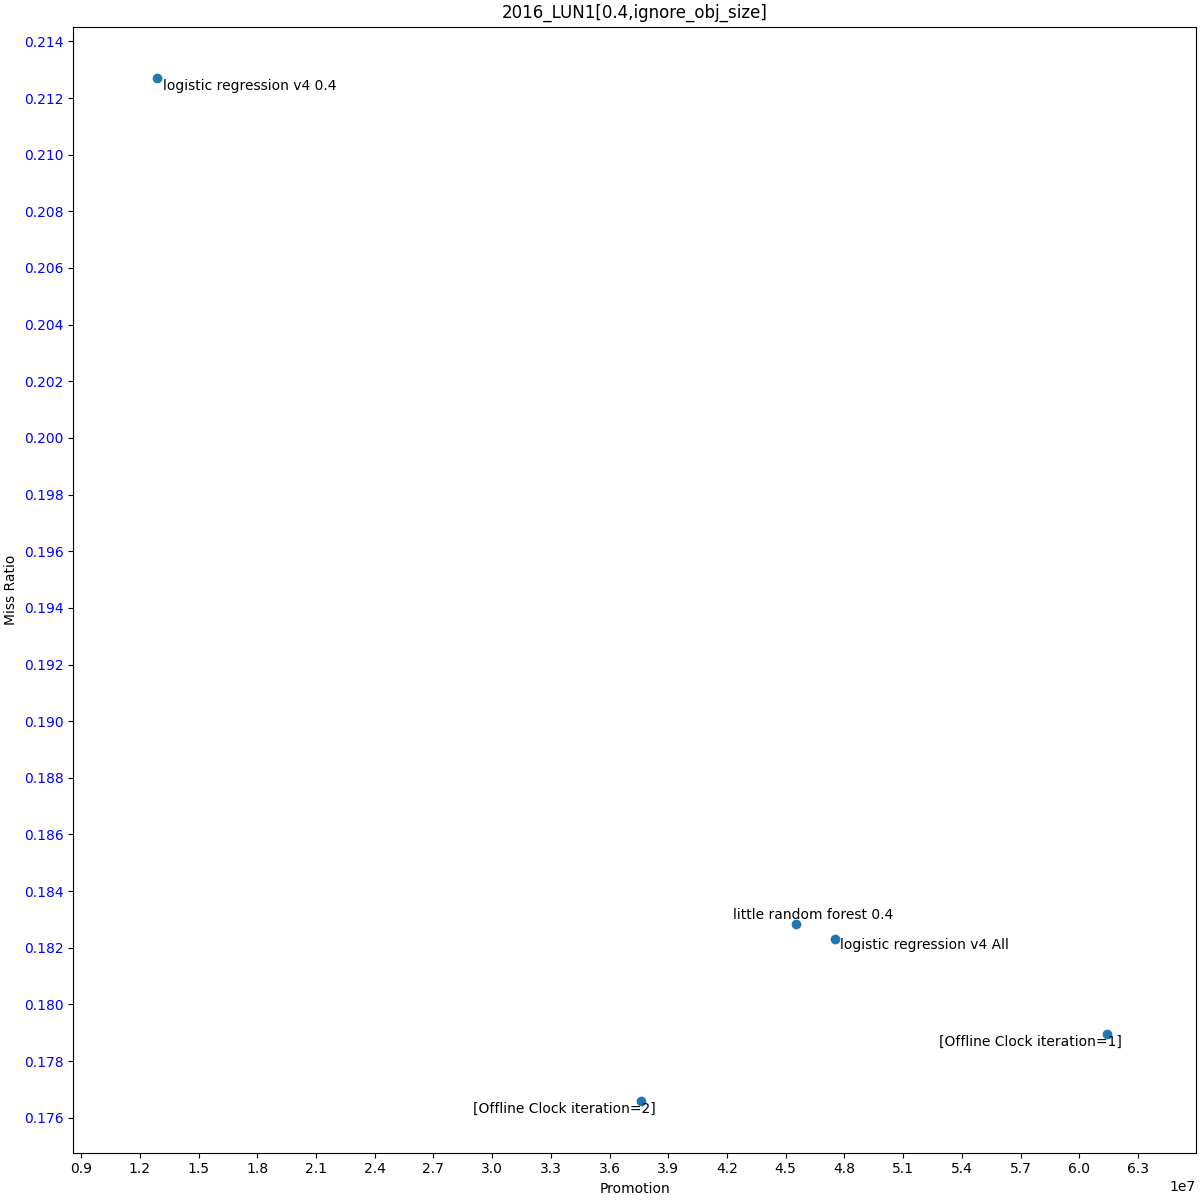 2016_LUN1[0.4,ignore_obj_size]
0.214
logistic regression v4 0.4
0.212
0.210
0.208
0.206
0.204
0.202
0.200
0.198
0.196
Miss Ratio
0.194
0.192
0.190
0.188
0.186
0.184
little random forest 0.4
0.182
logistic regression v4 All
0.180
[Offline Clock iteration=1]
0.178
[Offline Clock iteration=2]
0.176
0.9 1.2 1.5 1.8 2.1 2.4 2.7 3.0 3.3 3.6 3.9 4.2 4.5 4.8 5.1 5.4 5.7 6.0 6.3
Promotion
1e7